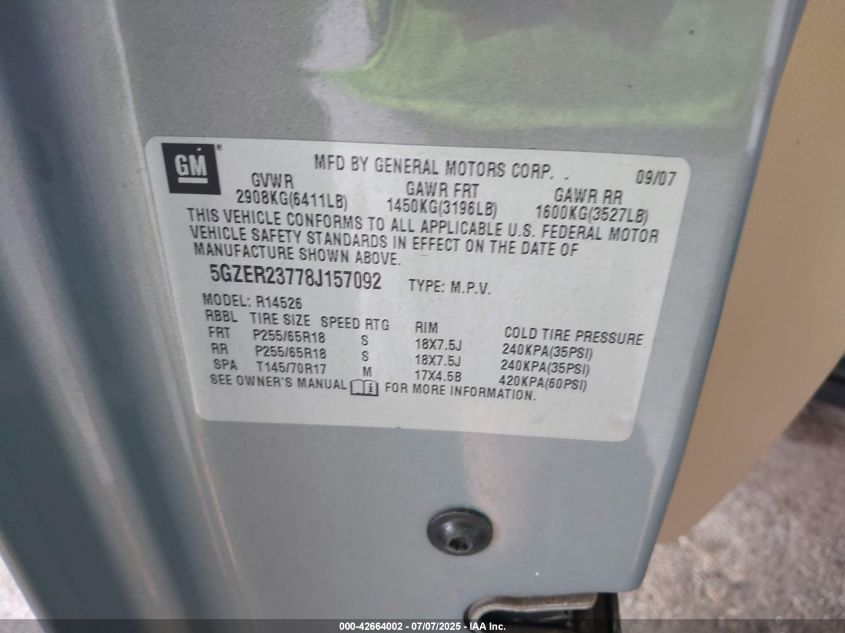 GM ® MFD BY GENERAL MOTORS CORP. . 09/07
GVWR GAWR FRT GAWR RR
2908KG(6411LB) 1450KG(3196LB) 1600KG(3527LB)
THIS VEHICLE CONFORMS TO ALL APPLICABLE U.S. FEDERAL MOTOR
VEHICLE SAFETY STANDARDS IN EFFECT ON THE DATE OF
MANUFACTURE SHOWN ABOVE.
5GZER23778J157092 TYPE: M.P.V.
MODEL: R14526
RBBL TIRE SIZE SPEED RTG RIM COLD TIRE PRESSURE
FRT P255/65R18 S 18X7.5J 240KPA(35PSI)
RR P255/65R18 S 18X7.5J 240KPA(35PSI)
SPA T145/70R17 M 17X4.5B 420KPA(60PSI)
SEE OWNER'S MANUAL FOR MORE INFORMATION.
000-42664002 - 07/07/2025 - IAA Inc.